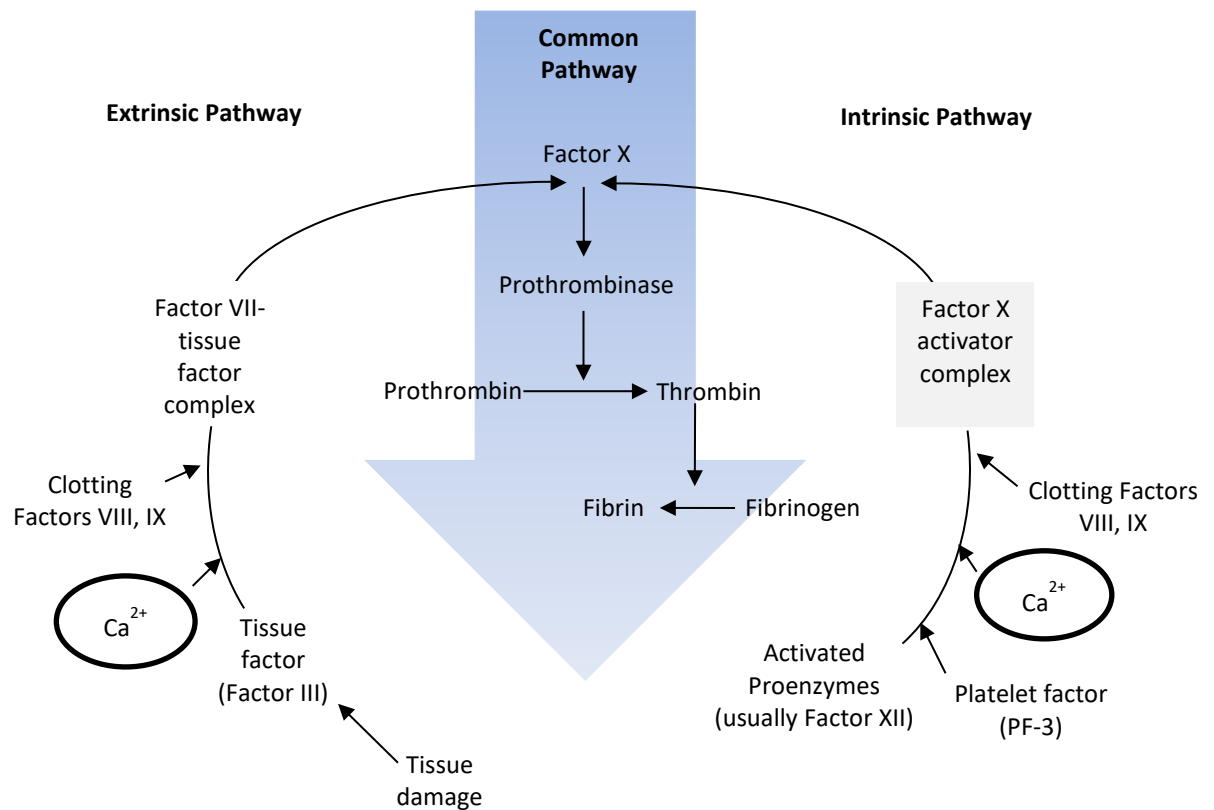 Common
Pathway
Extrinsic Pathway
Intrinsic Pathway
Factor X
Prothrombinase
Factor VII-
tissue
factor
complex
Factor X
activator
complex
Prothrombin
Thrombin
Clotting
Factors VIII, IX
Fibrin
Fibrinogen
Clotting Factors
VIII, IX
Ca²⁺
Ca²⁺
Tissue
factor
(Factor III)
Activated
Proenzymes
(usually Factor XII)
Platelet factor
(PF-3)
Tissue
damage